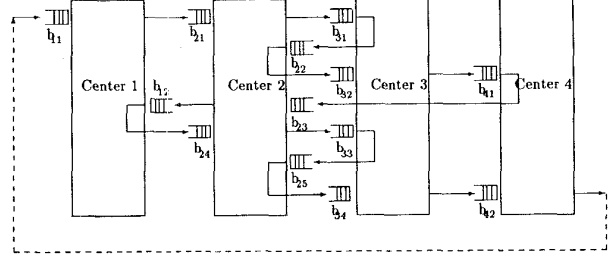 b11
b21
b31
b22
b32
b41
Center 1
b12
Center 2
Center 3
Center 4
b23
b24
b33
b25
b34
b42